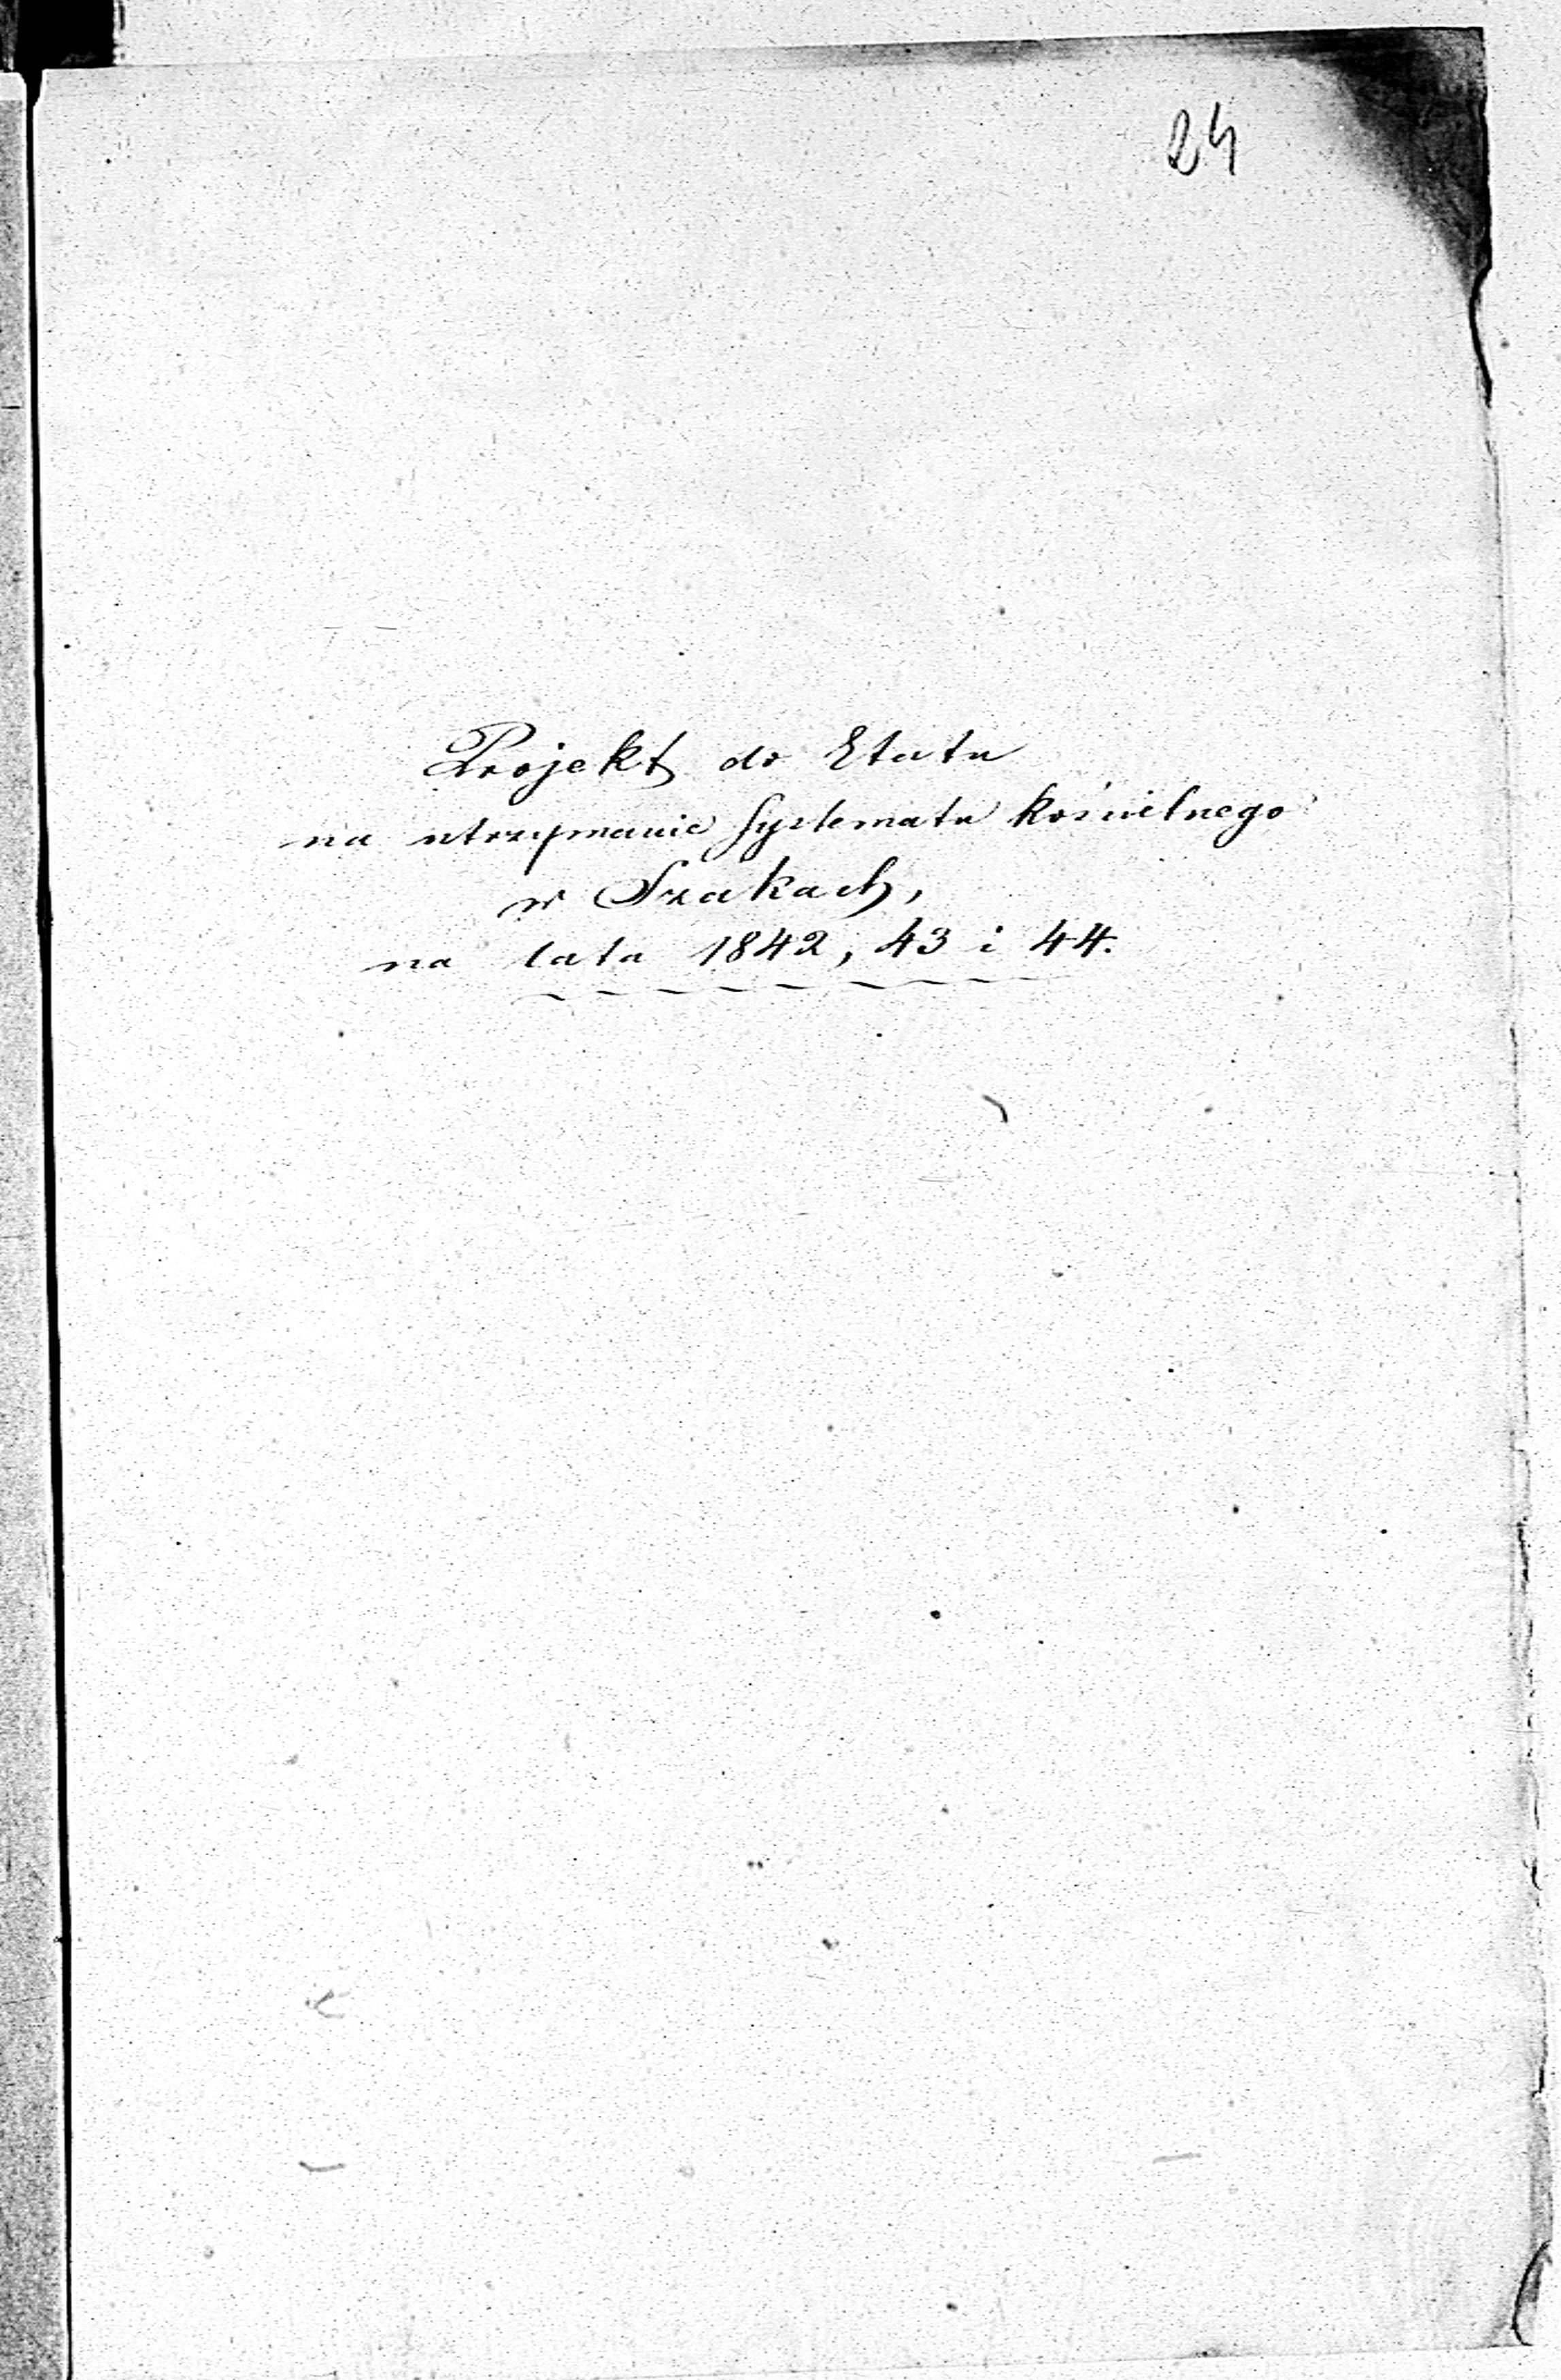 24
Projekt do Etatu
na utrzymanie Systematu kościelnego
w Szakach,
na lata 1842, 43 i 44.